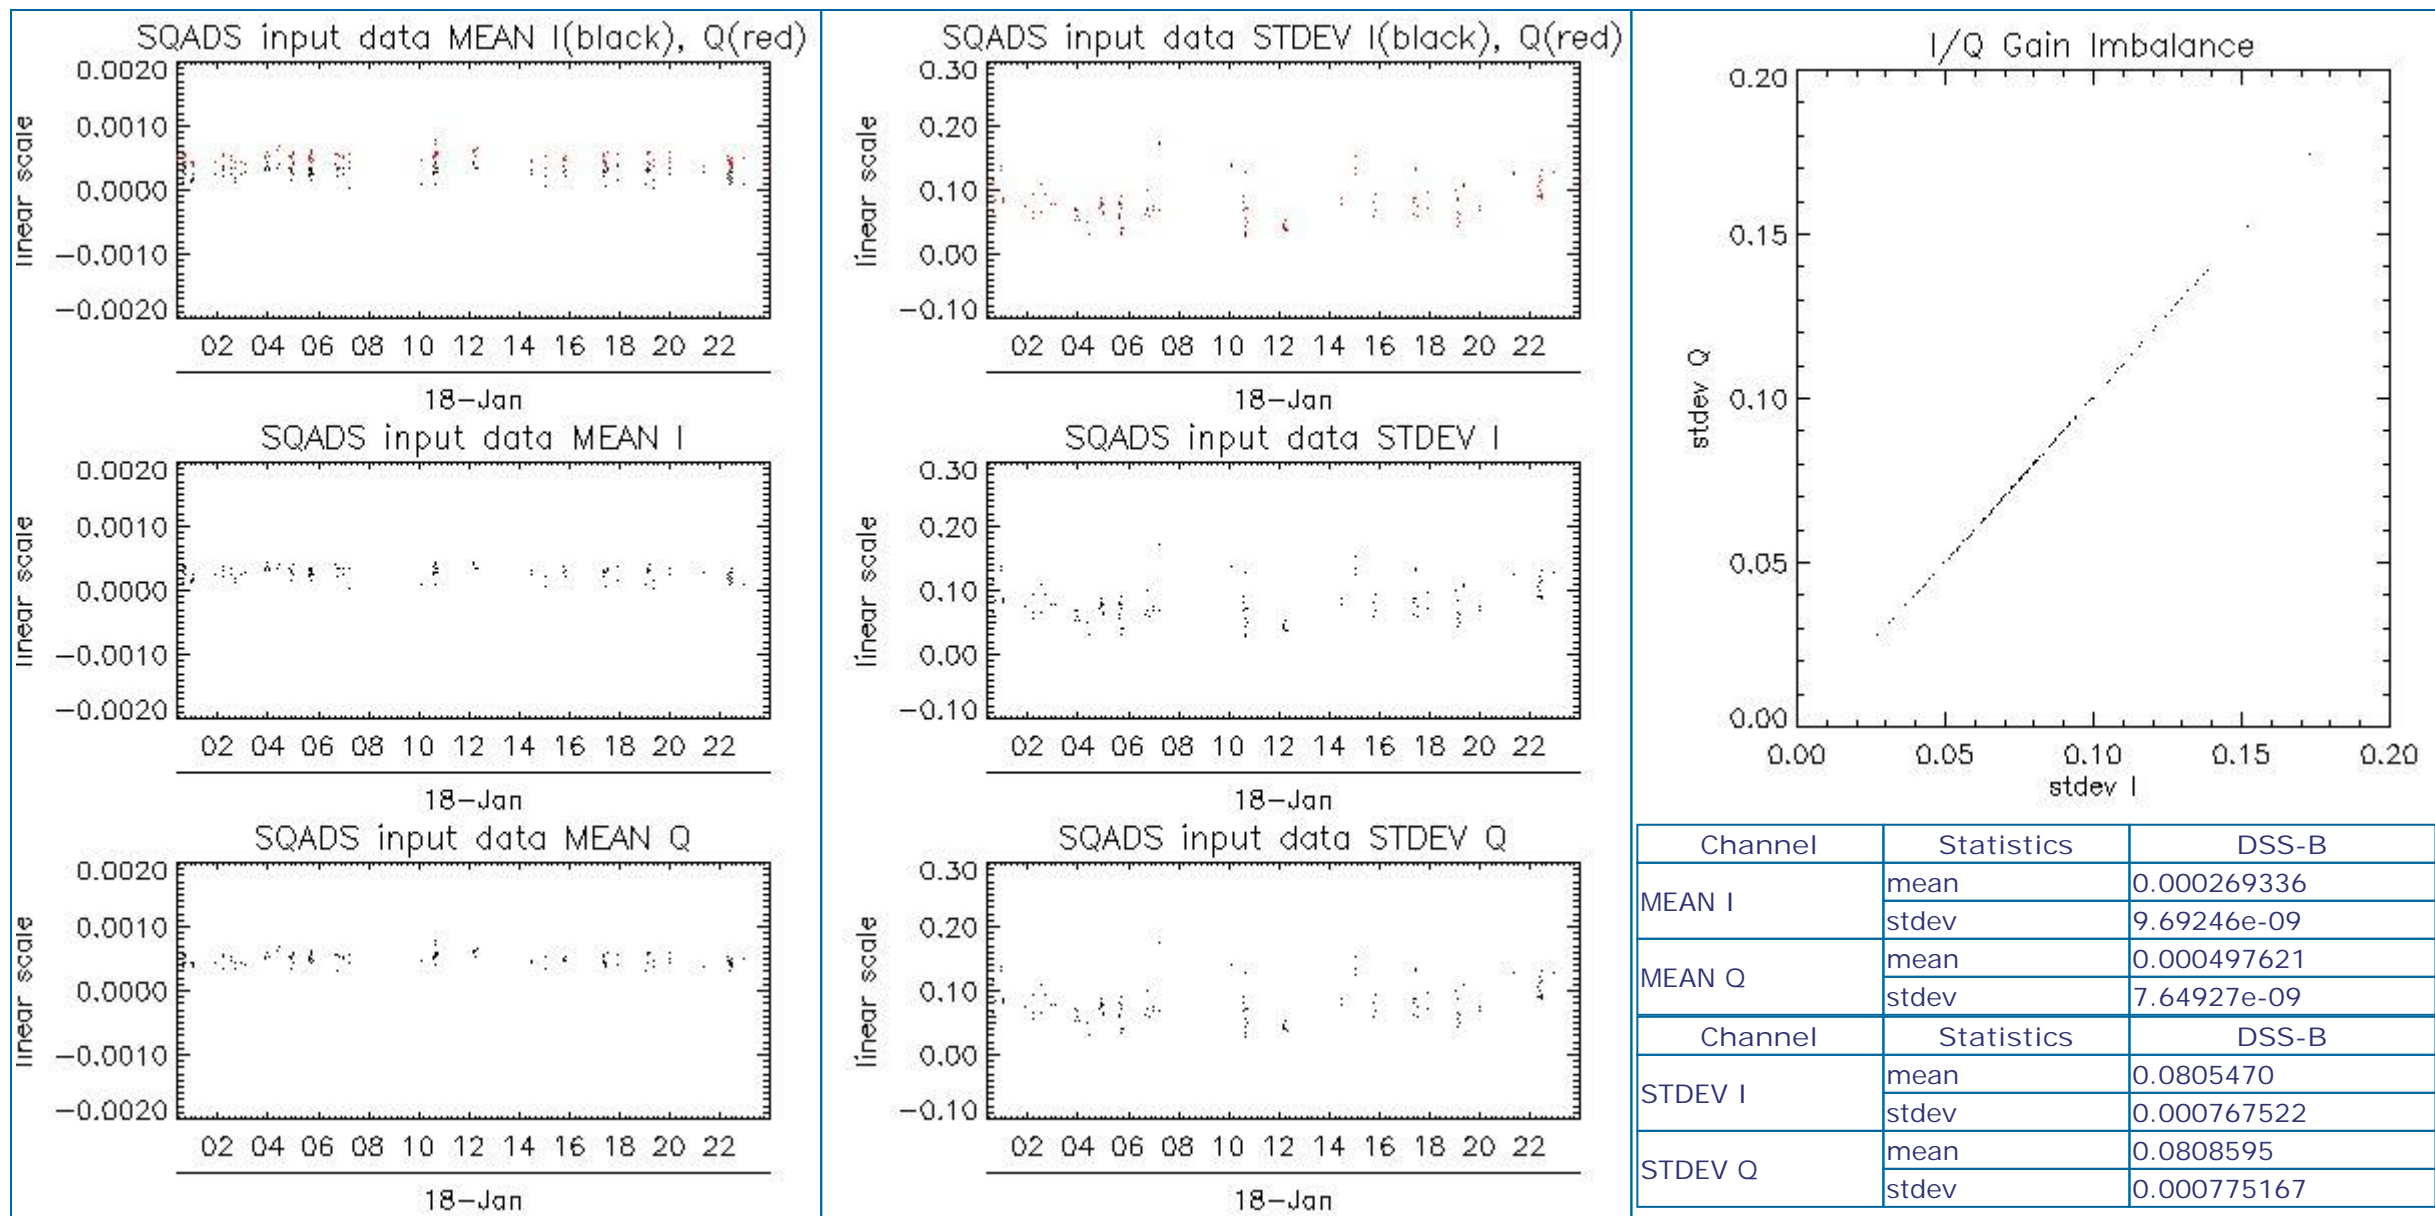 SQADS input data MEAN I(black), Q(red)
linear scale
0.0020
0.0010
0.0000
−0.0010
−0.0020
02 04 06 08 10 12 14 16 18 20 22
18−Jan
SQADS input data MEAN I
linear scale
0.0020
0.0010
0.0000
−0.0010
−0.0020
02 04 06 08 10 12 14 16 18 20 22
18−Jan
SQADS input data MEAN Q
linear scale
0.0020
0.0010
0.0000
−0.0010
−0.0020
02 04 06 08 10 12 14 16 18 20 22
18−Jan
SQADS input data STDEV I(black), Q(red)
linear scale
0.30
0.20
0.10
0.00
−0.10
02 04 06 08 10 12 14 16 18 20 22
18−Jan
SQADS input data STDEV I
linear scale
0.30
0.20
0.10
0.00
−0.10
02 04 06 08 10 12 14 16 18 20 22
18−Jan
SQADS input data STDEV Q
linear scale
0.30
0.20
0.10
0.00
−0.10
02 04 06 08 10 12 14 16 18 20 22
18−Jan
I/Q Gain Imbalance
stdev Q
0.20
0.15
0.10
0.05
0.00
0.00 0.05 0.10 0.15 0.20
stdev I
Channel Statistics DSS-B
MEAN I mean 0.000269336
stdev 9.69246e-09
MEAN Q mean 0.000497621
stdev 7.64927e-09
Channel Statistics DSS-B
STDEV I mean 0.0805470
stdev 0.000767522
STDEV Q mean 0.0808595
stdev 0.000775167